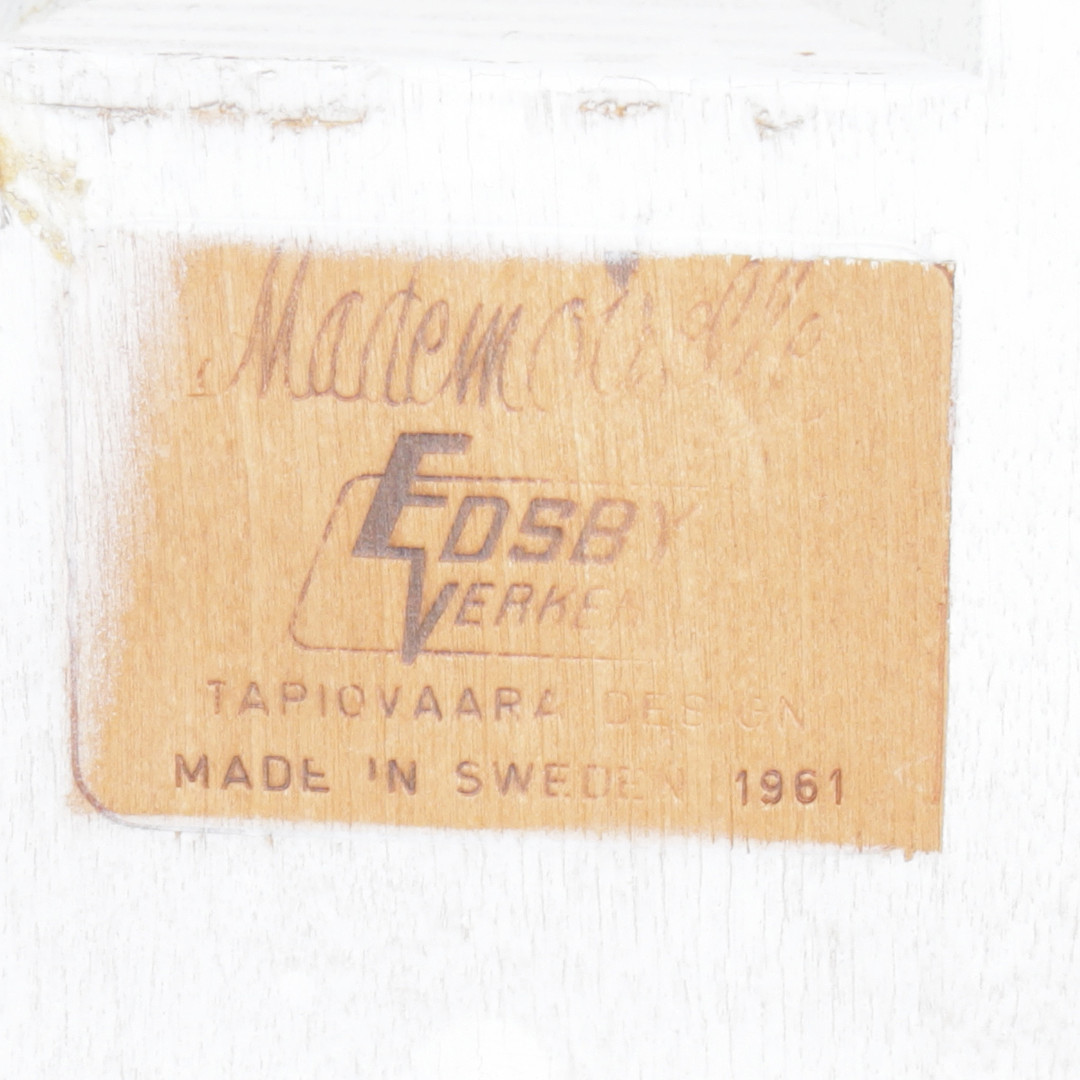 Mademoiselle
EDSBY
VERKEN
TAPIOVAARA DESIGN
MADE IN SWEDEN 1961